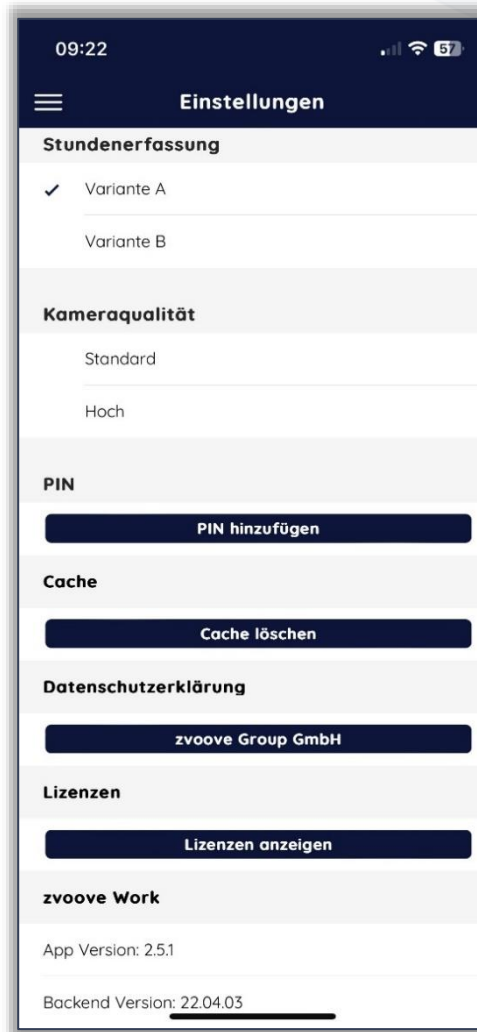 09:22
57
Einstellungen
Stundenerfassung
Variante A
Variante B
Kameraqualität
Standard
Hoch
PIN
PIN hinzufügen
Cache
Cache löschen
Datenschutzerklärung
zvoove Group GmbH
Lizenzen
Lizenzen anzeigen
zvoove Work
App Version: 2.5.1
Backend Version: 22.04.03